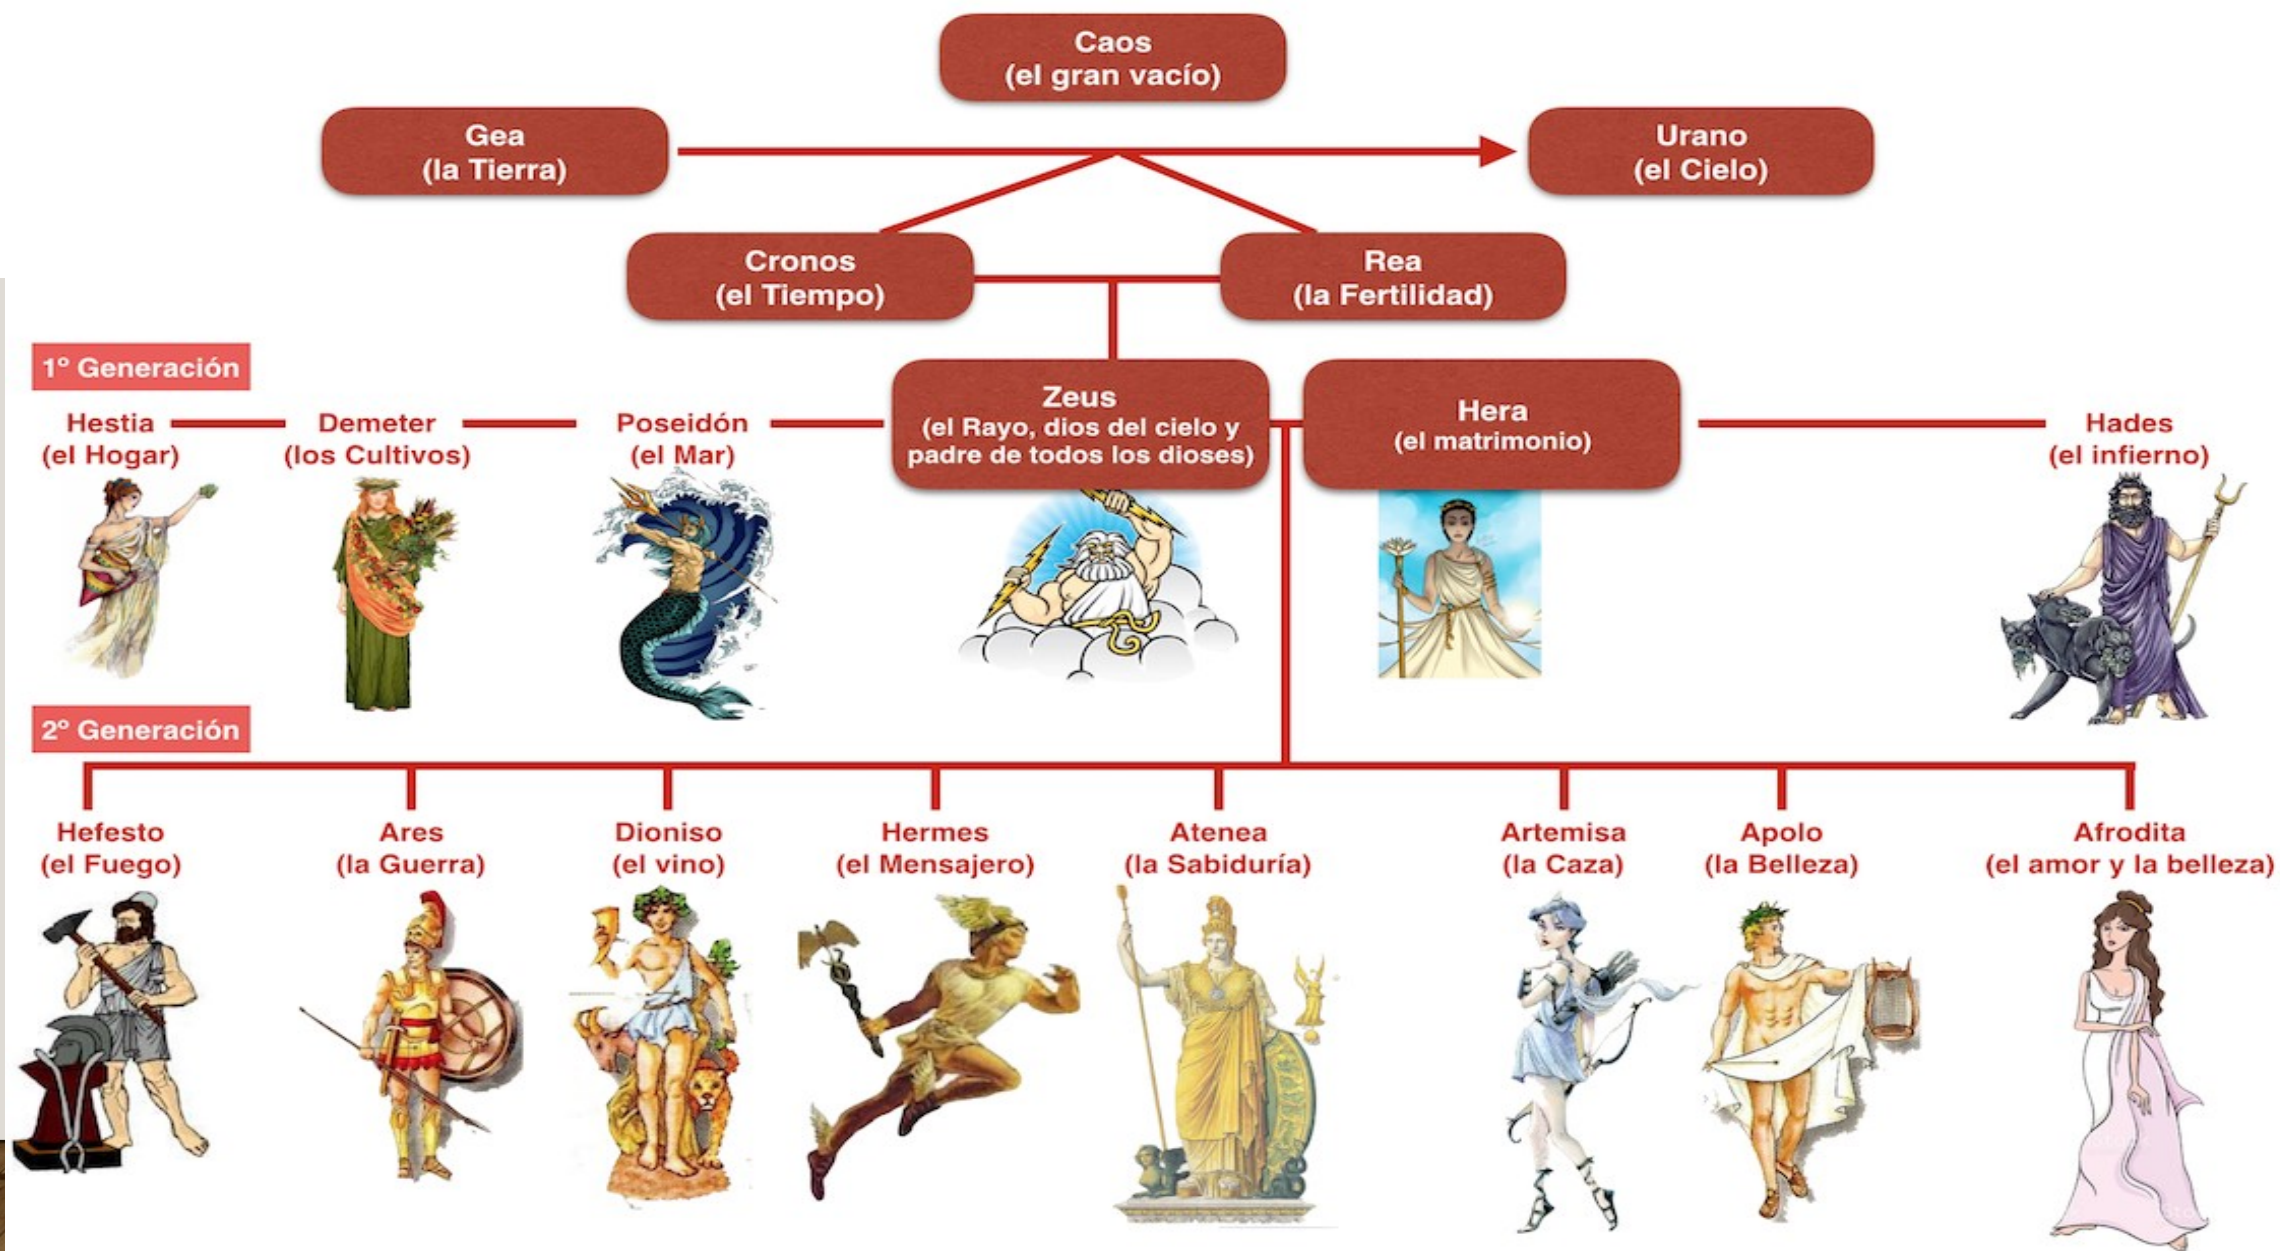 Caos
(el gran vacío)
Gea
(la Tierra)
Urano
(el Cielo)
Cronos
(el Tiempo)
Rea
(la Fertilidad)
1º Generación
Hestia
(el Hogar)
Demeter
(los Cultivos)
Poseidón
(el Mar)
Zeus
(el Rayo, dios del cielo y
padre de todos los dioses)
Hera
(el matrimonio)
Hades
(el infierno)
2º Generación
Hefesto
(el Fuego)
Ares
(la Guerra)
Dioniso
(el vino)
Hermes
(el Mensajero)
Atenea
(la Sabiduría)
Artemisa
(la Caza)
Apolo
(la Belleza)
Afrodita
(el amor y la belleza)